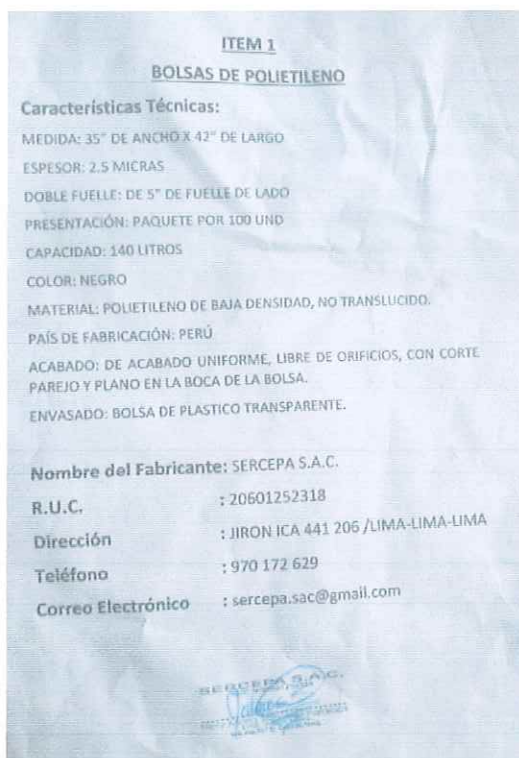 ITEM 1
BOLSAS DE POLIETILENO
Características Técnicas:
MEDIDA: 35" DE ANCHO X 42" DE LARGO
ESPESOR: 2.5 MICRAS
DOBLE FUELLE: DE 5" DE FUELLE DE LADO
PRESENTACIÓN: PAQUETE POR 100 UND
CAPACIDAD: 140 LITROS
COLOR: NEGRO
MATERIAL: POLIETILENO DE BAJA DENSIDAD, NO TRANSLUCIDO.
PAÍS DE FABRICACIÓN: PERÚ
ACABADO: DE ACABADO UNIFORME, LIBRE DE ORIFICIOS, CON CORTE
PAREJO Y PLANO EN LA BOCA DE LA BOLSA.
ENVASADO: BOLSA DE PLASTICO TRANSPARENTE.
Nombre del Fabricante: SERCEPA S.A.C.
R.U.C. : 20601252318
Dirección : JIRON ICA 441 206 /LIMA-LIMA-LIMA
Teléfono : 970 172 629
Correo Electrónico : sercepa.sac@gmail.com
SERCEPA S.A.C.